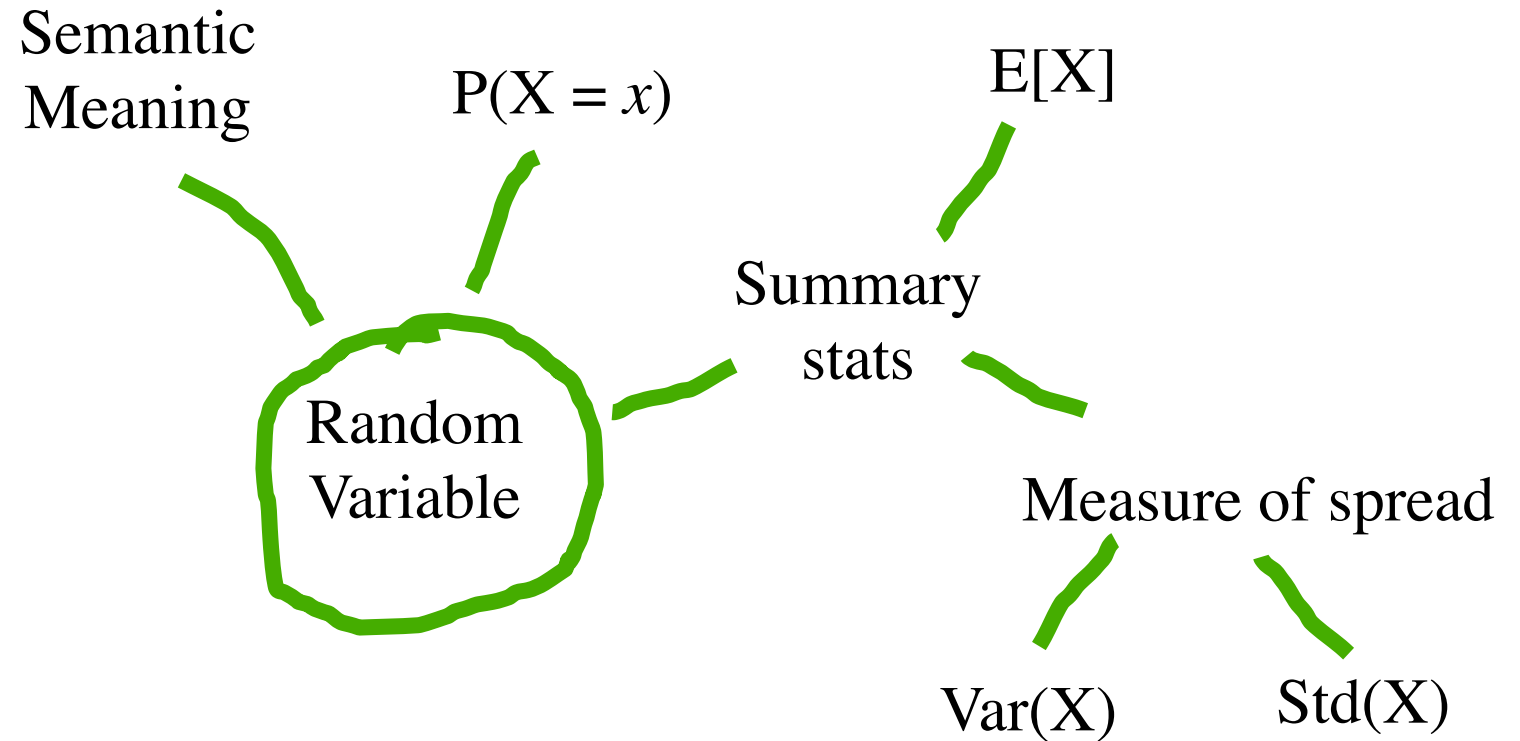 Semantic
Meaning
P(X = x)
E[X]
Summary
stats
Random
Variable
Measure of spread
Var(X)
Std(X)